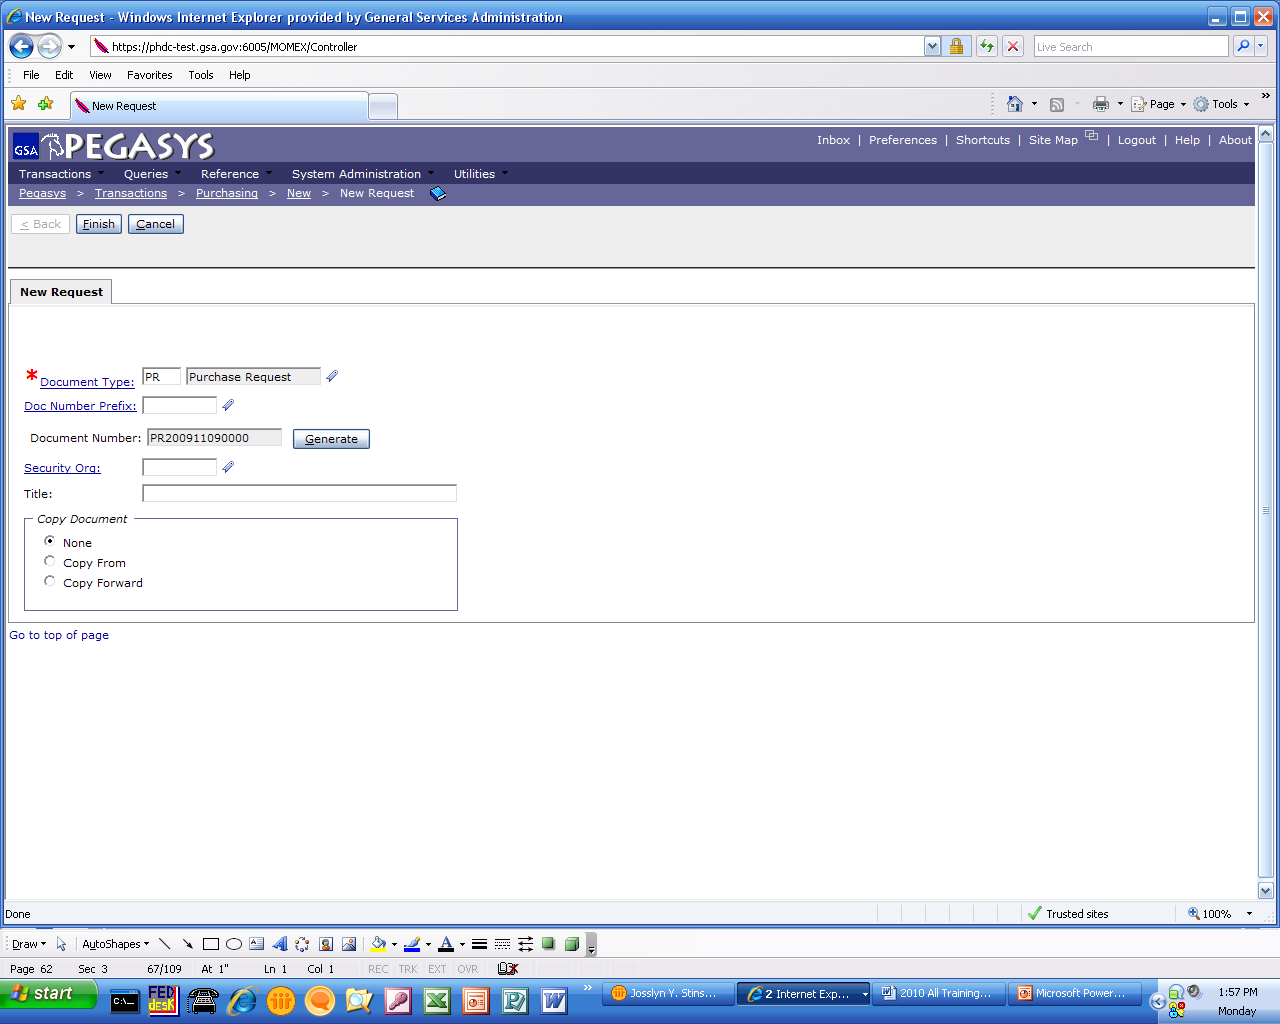 New Request - Windows Internet Explorer provided by General Services Administration
https://phdc-test.gsa.gov:6005/MOMEX/Controller
Live Search
File Edit View Favorites Tools Help
New Request
Page Tools »
GSA PEGASYS
Inbox | Preferences | Shortcuts | Site Map | Logout | Help | About
Transactions Queries Reference System Administration Utilities
Pegasys > Transactions > Purchasing > New > New Request
< Back Finish Cancel
New Request
*Document Type: PR Purchase Request
Doc Number Prefix:
Document Number: PR200911090000 Generate
Security Org:
Title:
Copy Document
None
Copy From
Copy Forward
Go to top of page
Done Trusted sites 100%
Draw AutoShapes A
Page 62 Sec 3 67/109 At 1" Ln 1 Col 1 REC TRK EXT OVR
start C:\_ FED desk » Josslyn Y. Stins... 2 Internet Exp... 2010 All Training... Microsoft Power... 1:57 PM
Monday